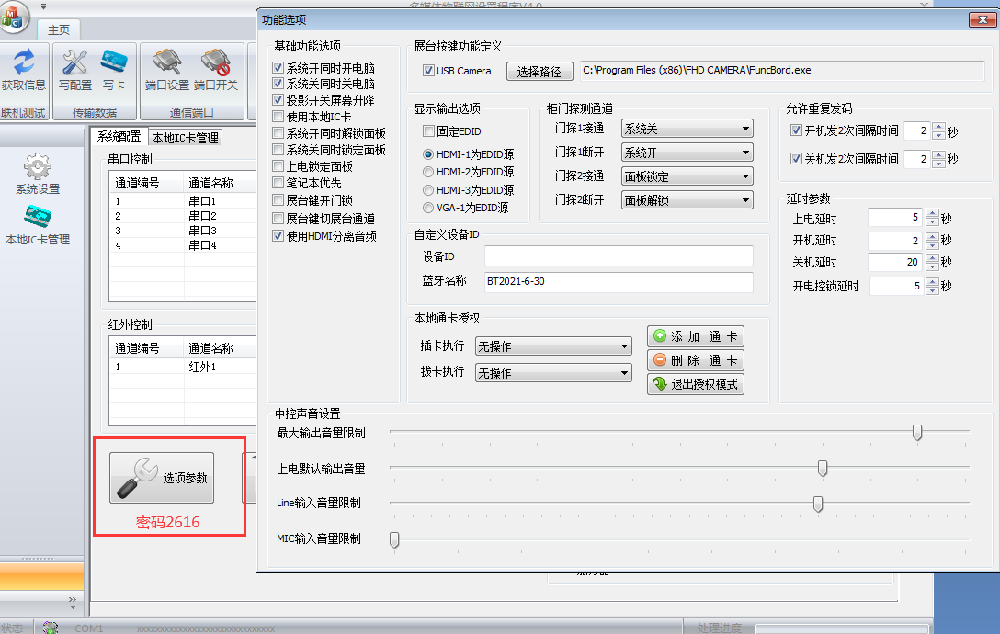 多媒体物联网设置程序V4.0
主页
获取信息
写配置
写卡
端口设置
端口开关
联机测试
传输数据
通信端口
系统设置
本地IC卡管理
系统配置
本地IC卡管理
串口控制
通道编号 通道名称
1 串口1
2 串口2
3 串口3
4 串口4
红外控制
通道编号 通道名称
1 红外1
选项参数
密码2616
功能选项
基础功能选项
系统开同时开电脑
系统关同时关电脑
投影开关屏幕升降
使用本地IC卡
系统开同时解锁面板
系统关同时锁定面板
上电锁定面板
笔记本优先
展台键开门锁
展台键切展台通道
使用HDMI分离音频
展台按键功能定义
USB Camera
选择路径
C:\Program Files (x86)\FHD CAMERA\FuncBord.exe
显示输出选项
固定EDID
HDMI-1为EDID源
HDMI-2为EDID源
HDMI-3为EDID源
VGA-1为EDID源
柜门探测通道
门探1接通 系统关
门探1断开 系统开
门探2接通 面板锁定
门探2断开 面板解锁
允许重复发码
开机发2次间隔时间 2 秒
关机发2次间隔时间 2 秒
自定义设备ID
设备ID
蓝牙名称 BT2021-6-30
延时参数
上电延时 5 秒
开机延时 2 秒
关机延时 20 秒
开电控锁延时 5 秒
本地通卡授权
插卡执行 无操作
拔卡执行 无操作
添 加 通 卡
删 除 通 卡
退出授权模式
中控声音设置
最大输出音量限制
上电默认输出音量
Line输入音量限制
MIC输入音量限制
状态
COM1
处理进度